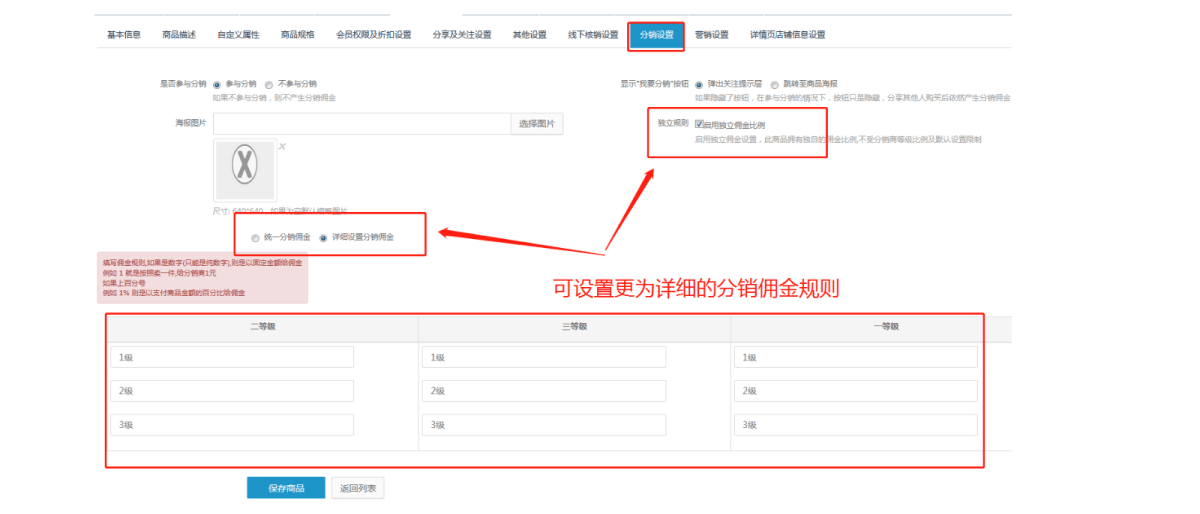 基本信息 商品描述 自定义属性 商品规格 会员权限及折扣设置 分享及关注设置 其他设置 线下核销设置 分销设置 营销设置 详情页店铺信息设置
是否参与分销 参与分销 不参与分销 显示"我要分销"按钮 弹出关注提示层 跳转至商品海报
如果不参与分销，则不产生分销佣金 如果隐藏了按钮，在参与分销的情况下，按钮只是隐藏，分享其他人购买后依然产生分销佣金
海报图片 选择图片 独立规则 启用独立佣金比例
启用独立佣金设置，此商品拥有独自的佣金比例,不受分销商等级比例及默认设置限制
X
x
尺寸: 640*640，如果为空默认缩略图片
统一分销佣金 详细设置分销佣金
填写佣金规则,如果是数字(只能是纯数字),则是以固定金额给佣金
例如 1 就是按照卖一件,给分销商1元
如果上百分号
例如 1% 则是以支付商品金额的百分比给佣金
可设置更为详细的分销佣金规则
二等级 三等级 一等级
1级 1级 1级
2级 2级 2级
3级 3级 3级
保存商品 返回列表